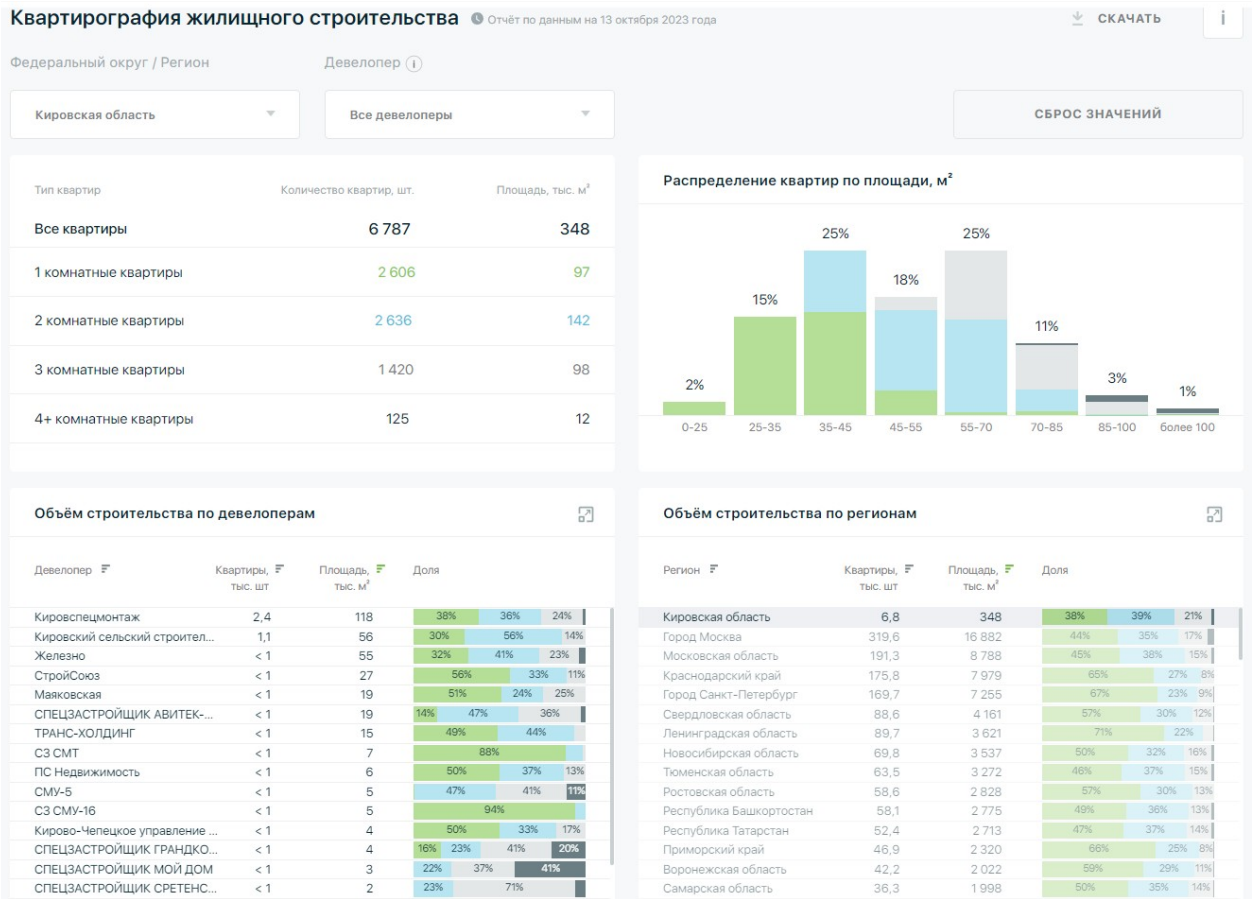 Квартирография жилищного строительства Отчёт по данным на 13 октября 2023 года СКАЧАТЬ i
Федеральный округ / Регион Девелопер i
Кировская область Все девелоперы СБРОС ЗНАЧЕНИЙ
Тип квартир Количество квартир, шт. Площадь, тыс. м²
Все квартиры 6 787 348
1 комнатные квартиры 2 606 97
2 комнатные квартиры 2 636 142
3 комнатные квартиры 1 420 98
4+ комнатные квартиры 125 12
Распределение квартир по площади, м²
2% 15% 25% 18% 25% 11% 3% 1%
0-25 25-35 35-45 45-55 55-70 70-85 85-100 более 100
Объём строительства по девелоперам
Девелопер Квартиры, тыс. шт Площадь, тыс. м² Доля
Кировспецмонтаж 2,4 118 38% 36% 24%
Кировский сельский строител... 1,1 56 30% 56% 14%
Железно < 1 55 32% 41% 23%
СтройСоюз < 1 27 56% 33% 11%
Маяковская < 1 19 51% 24% 25%
СПЕЦЗАСТРОЙЩИК АВИТЕК-... < 1 19 14% 47% 36%
ТРАНС-ХОЛДИНГ < 1 15 49% 44%
СЗ СМТ < 1 7 88%
ПС Недвижимость < 1 6 50% 37% 13%
СМУ-5 < 1 5 47% 41% 11%
СЗ СМУ-16 < 1 5 94%
Кирово-Чепецкое управление ... < 1 4 50% 33% 17%
СПЕЦЗАСТРОЙЩИК ГРАНДКО... < 1 4 16% 23% 41% 20%
СПЕЦЗАСТРОЙЩИК МОЙ ДОМ < 1 3 22% 37% 41%
СПЕЦЗАСТРОЙЩИК СРЕТЕНС... < 1 2 23% 71%
Объём строительства по регионам
Регион Квартиры, тыс. шт Площадь, тыс. м² Доля
Кировская область 6,8 348 38% 39% 21%
Город Москва 319,6 16 882 44% 35% 17%
Московская область 191,3 8 788 45% 38% 15%
Краснодарский край 175,8 7 979 65% 27% 8%
Город Санкт-Петербург 169,7 7 255 67% 23% 9%
Свердловская область 88,6 4 161 57% 30% 12%
Ленинградская область 89,7 3 621 71% 22%
Новосибирская область 69,8 3 537 50% 32% 16%
Тюменская область 63,5 3 272 46% 37% 15%
Ростовская область 58,6 2 828 57% 30% 13%
Республика Башкортостан 58,1 2 775 49% 36% 13%
Республика Татарстан 52,4 2 713 47% 37% 14%
Приморский край 46,9 2 320 66% 25% 8%
Воронежская область 42,2 2 022 59% 29% 11%
Самарская область 36,3 1 998 50% 35% 14%